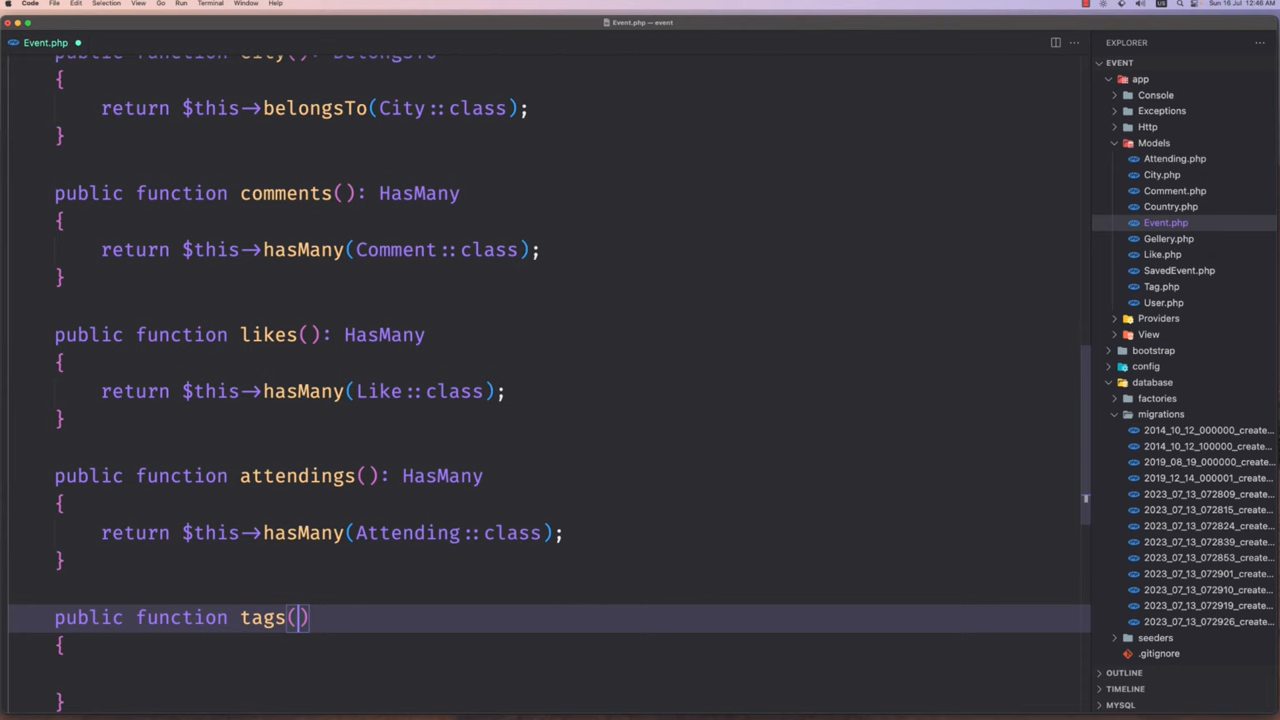 Code File Edit Selection View Go Run Terminal Window Help
Sun 16 Jul 12:46 AM
Event.php — event
Event.php
public function city(): BelongsTo
{
return $this->belongsTo(City::class);
}
public function comments(): HasMany
{
return $this->hasMany(Comment::class);
}
public function likes(): HasMany
{
return $this->hasMany(Like::class);
}
public function attendings(): HasMany
{
return $this->hasMany(Attending::class);
}
public function tags()
{
}
EXPLORER
EVENT
app
Console
Exceptions
Http
Models
Attending.php
City.php
Comment.php
Country.php
Event.php
Gellery.php
Like.php
SavedEvent.php
Tag.php
User.php
Providers
View
bootstrap
config
database
factories
migrations
2014_10_12_000000_create...
2014_10_12_100000_create...
2019_08_19_000000_create...
2019_12_14_000001_create...
2023_07_13_072809_create...
2023_07_13_072815_create...
2023_07_13_072824_create...
2023_07_13_072839_create...
2023_07_13_072853_create...
2023_07_13_072901_create...
2023_07_13_072910_create...
2023_07_13_072919_create...
2023_07_13_072926_create...
seeders
.gitignore
OUTLINE
TIMELINE
MYSQL